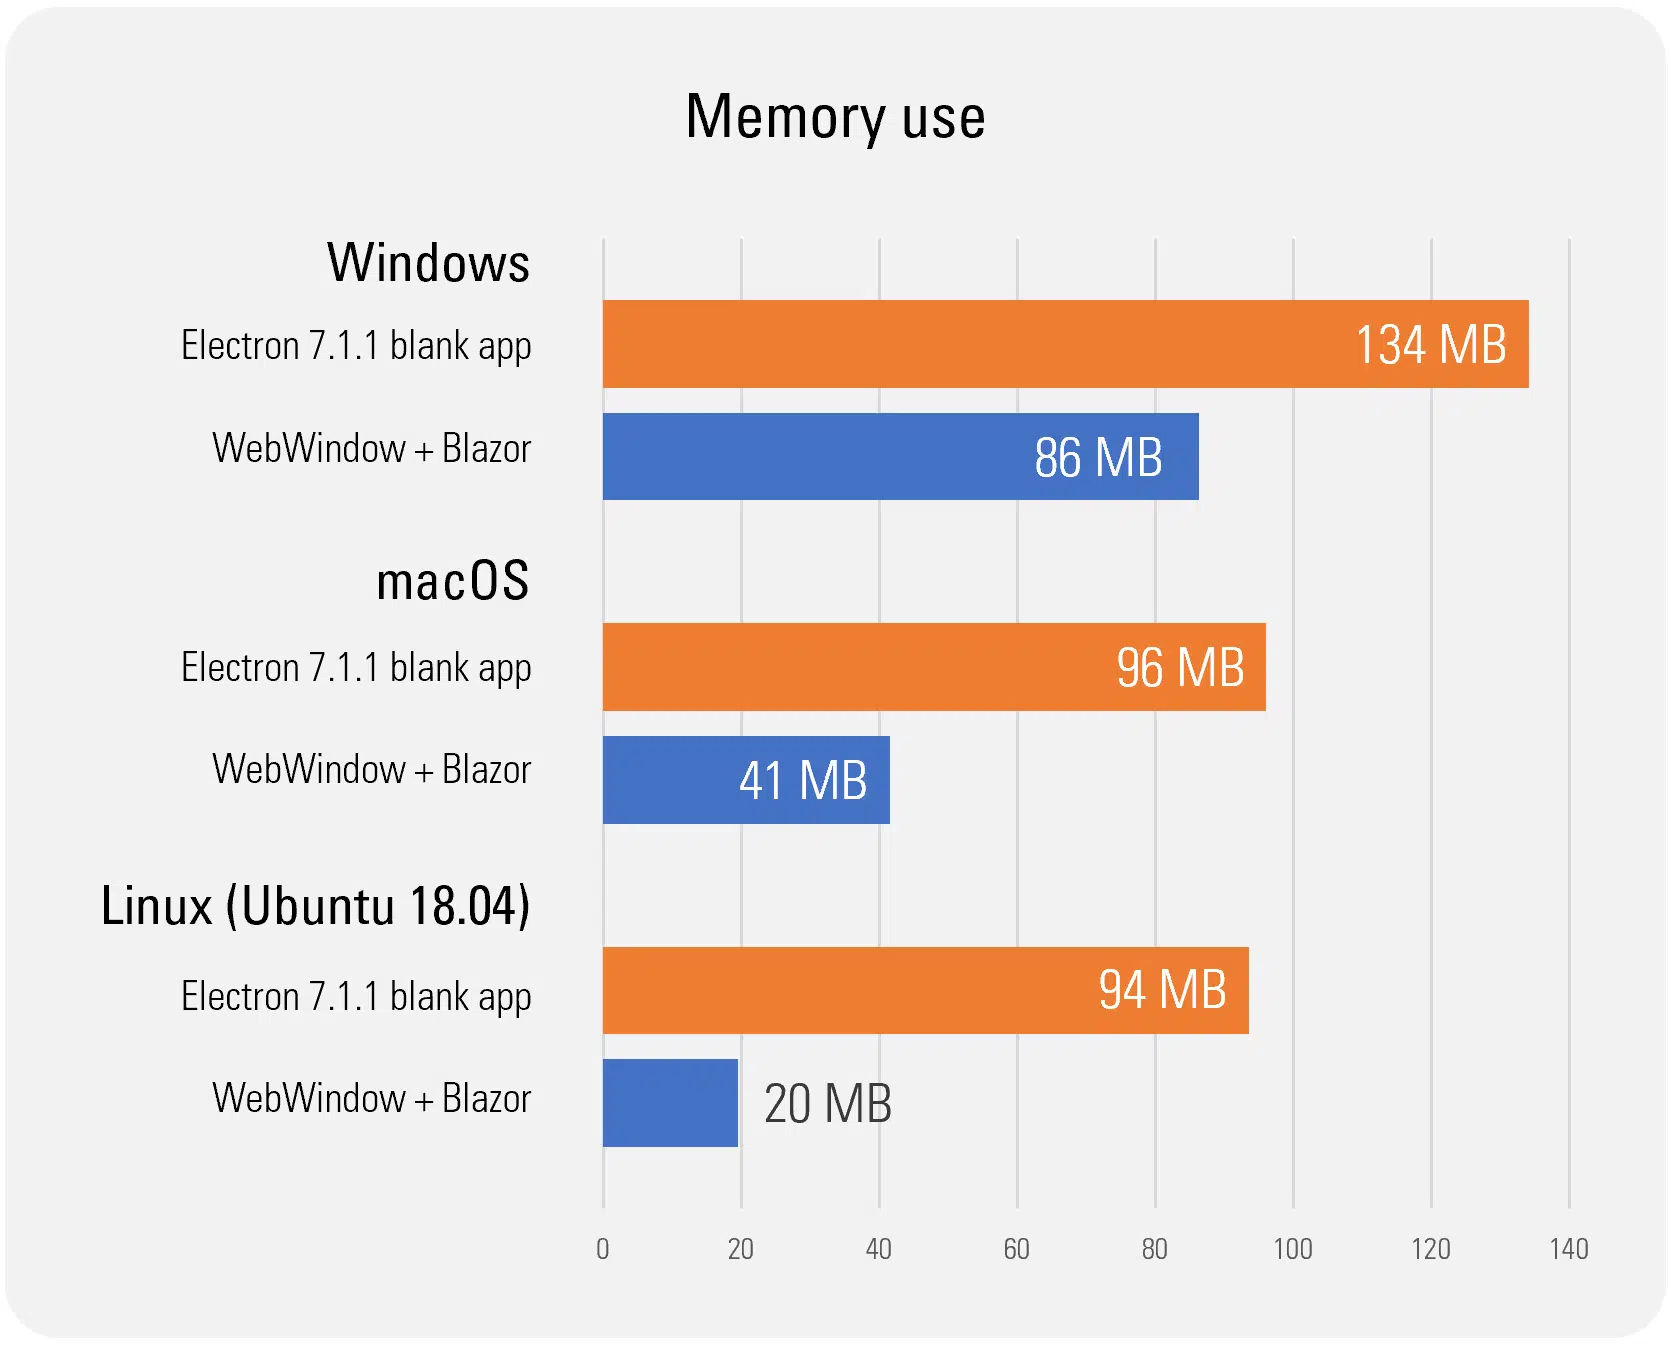 Memory use
Windows
Electron 7.1.1 blank app
134 MB
WebWindow + Blazor
86 MB
macOS
Electron 7.1.1 blank app
96 MB
WebWindow + Blazor
41 MB
Linux (Ubuntu 18.04)
Electron 7.1.1 blank app
94 MB
WebWindow + Blazor
20 MB
0 20 40 60 80 100 120 140